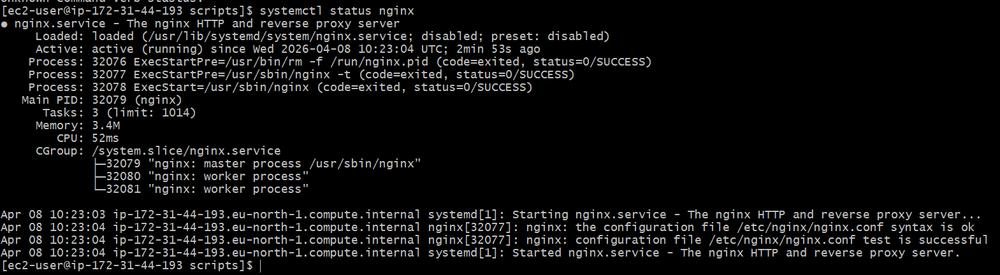 [ec2-user@ip-172-31-44-193 scripts]$ systemctl status nginx
● nginx.service - The nginx HTTP and reverse proxy server
     Loaded: loaded (/usr/lib/systemd/system/nginx.service; disabled; preset: disabled)
     Active: active (running) since Wed 2026-04-08 10:23:04 UTC; 2min 53s ago
    Process: 32076 ExecStartPre=/usr/bin/rm -f /run/nginx.pid (code=exited, status=0/SUCCESS)
    Process: 32077 ExecStartPre=/usr/sbin/nginx -t (code=exited, status=0/SUCCESS)
    Process: 32078 ExecStart=/usr/sbin/nginx (code=exited, status=0/SUCCESS)
   Main PID: 32079 (nginx)
      Tasks: 3 (limit: 1014)
     Memory: 3.4M
        CPU: 52ms
     CGroup: /system.slice/nginx.service
             ├─32079 "nginx: master process /usr/sbin/nginx"
             ├─32080 "nginx: worker process"
             └─32081 "nginx: worker process"

Apr 08 10:23:03 ip-172-31-44-193.eu-north-1.compute.internal systemd[1]: Starting nginx.service - The nginx HTTP and reverse proxy server...
Apr 08 10:23:04 ip-172-31-44-193.eu-north-1.compute.internal nginx[32077]: nginx: the configuration file /etc/nginx/nginx.conf syntax is ok
Apr 08 10:23:04 ip-172-31-44-193.eu-north-1.compute.internal nginx[32077]: nginx: configuration file /etc/nginx/nginx.conf test is successful
Apr 08 10:23:04 ip-172-31-44-193.eu-north-1.compute.internal systemd[1]: Started nginx.service - The nginx HTTP and reverse proxy server.
[ec2-user@ip-172-31-44-193 scripts]$